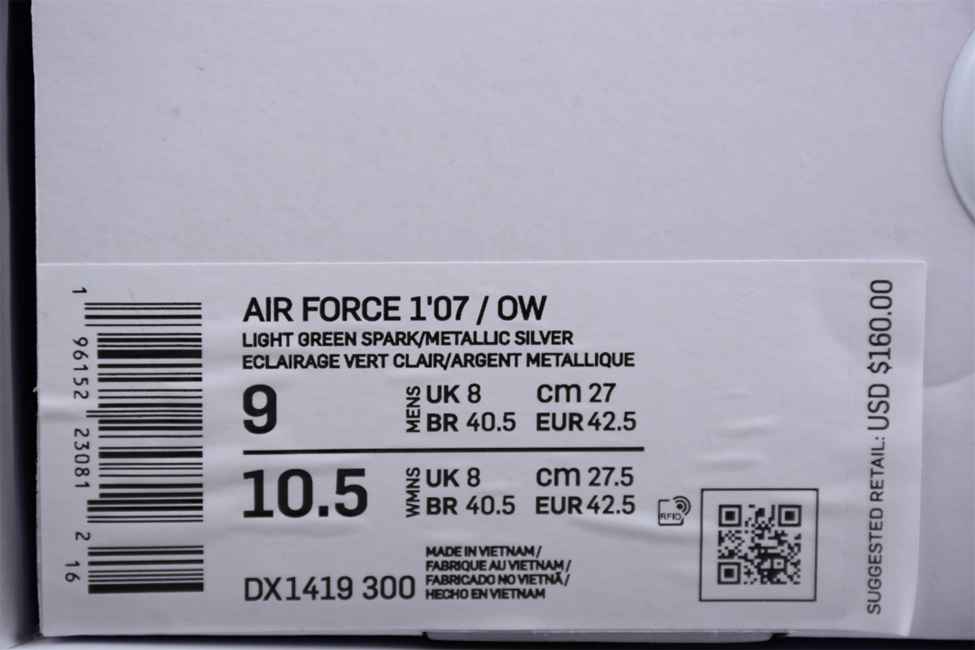 AIR FORCE 1'07 / OW
LIGHT GREEN SPARK/METALLIC SILVER
ECLAIRAGE VERT CLAIR/ARGENT METALLIQUE
9 MENS UK 8 cm 27
BR 40.5 EUR 42.5
10.5 WMNS UK 8 cm 27.5
BR 40.5 EUR 42.5
RFID
DX1419 300
MADE IN VIETNAM/
FABRIQUE AU VIETNAM/
FABRICADO NO VIETNÃ/
HECHO EN VIETNAM
1 96152 23081 2 16
SUGGESTED RETAIL: USD $160.00